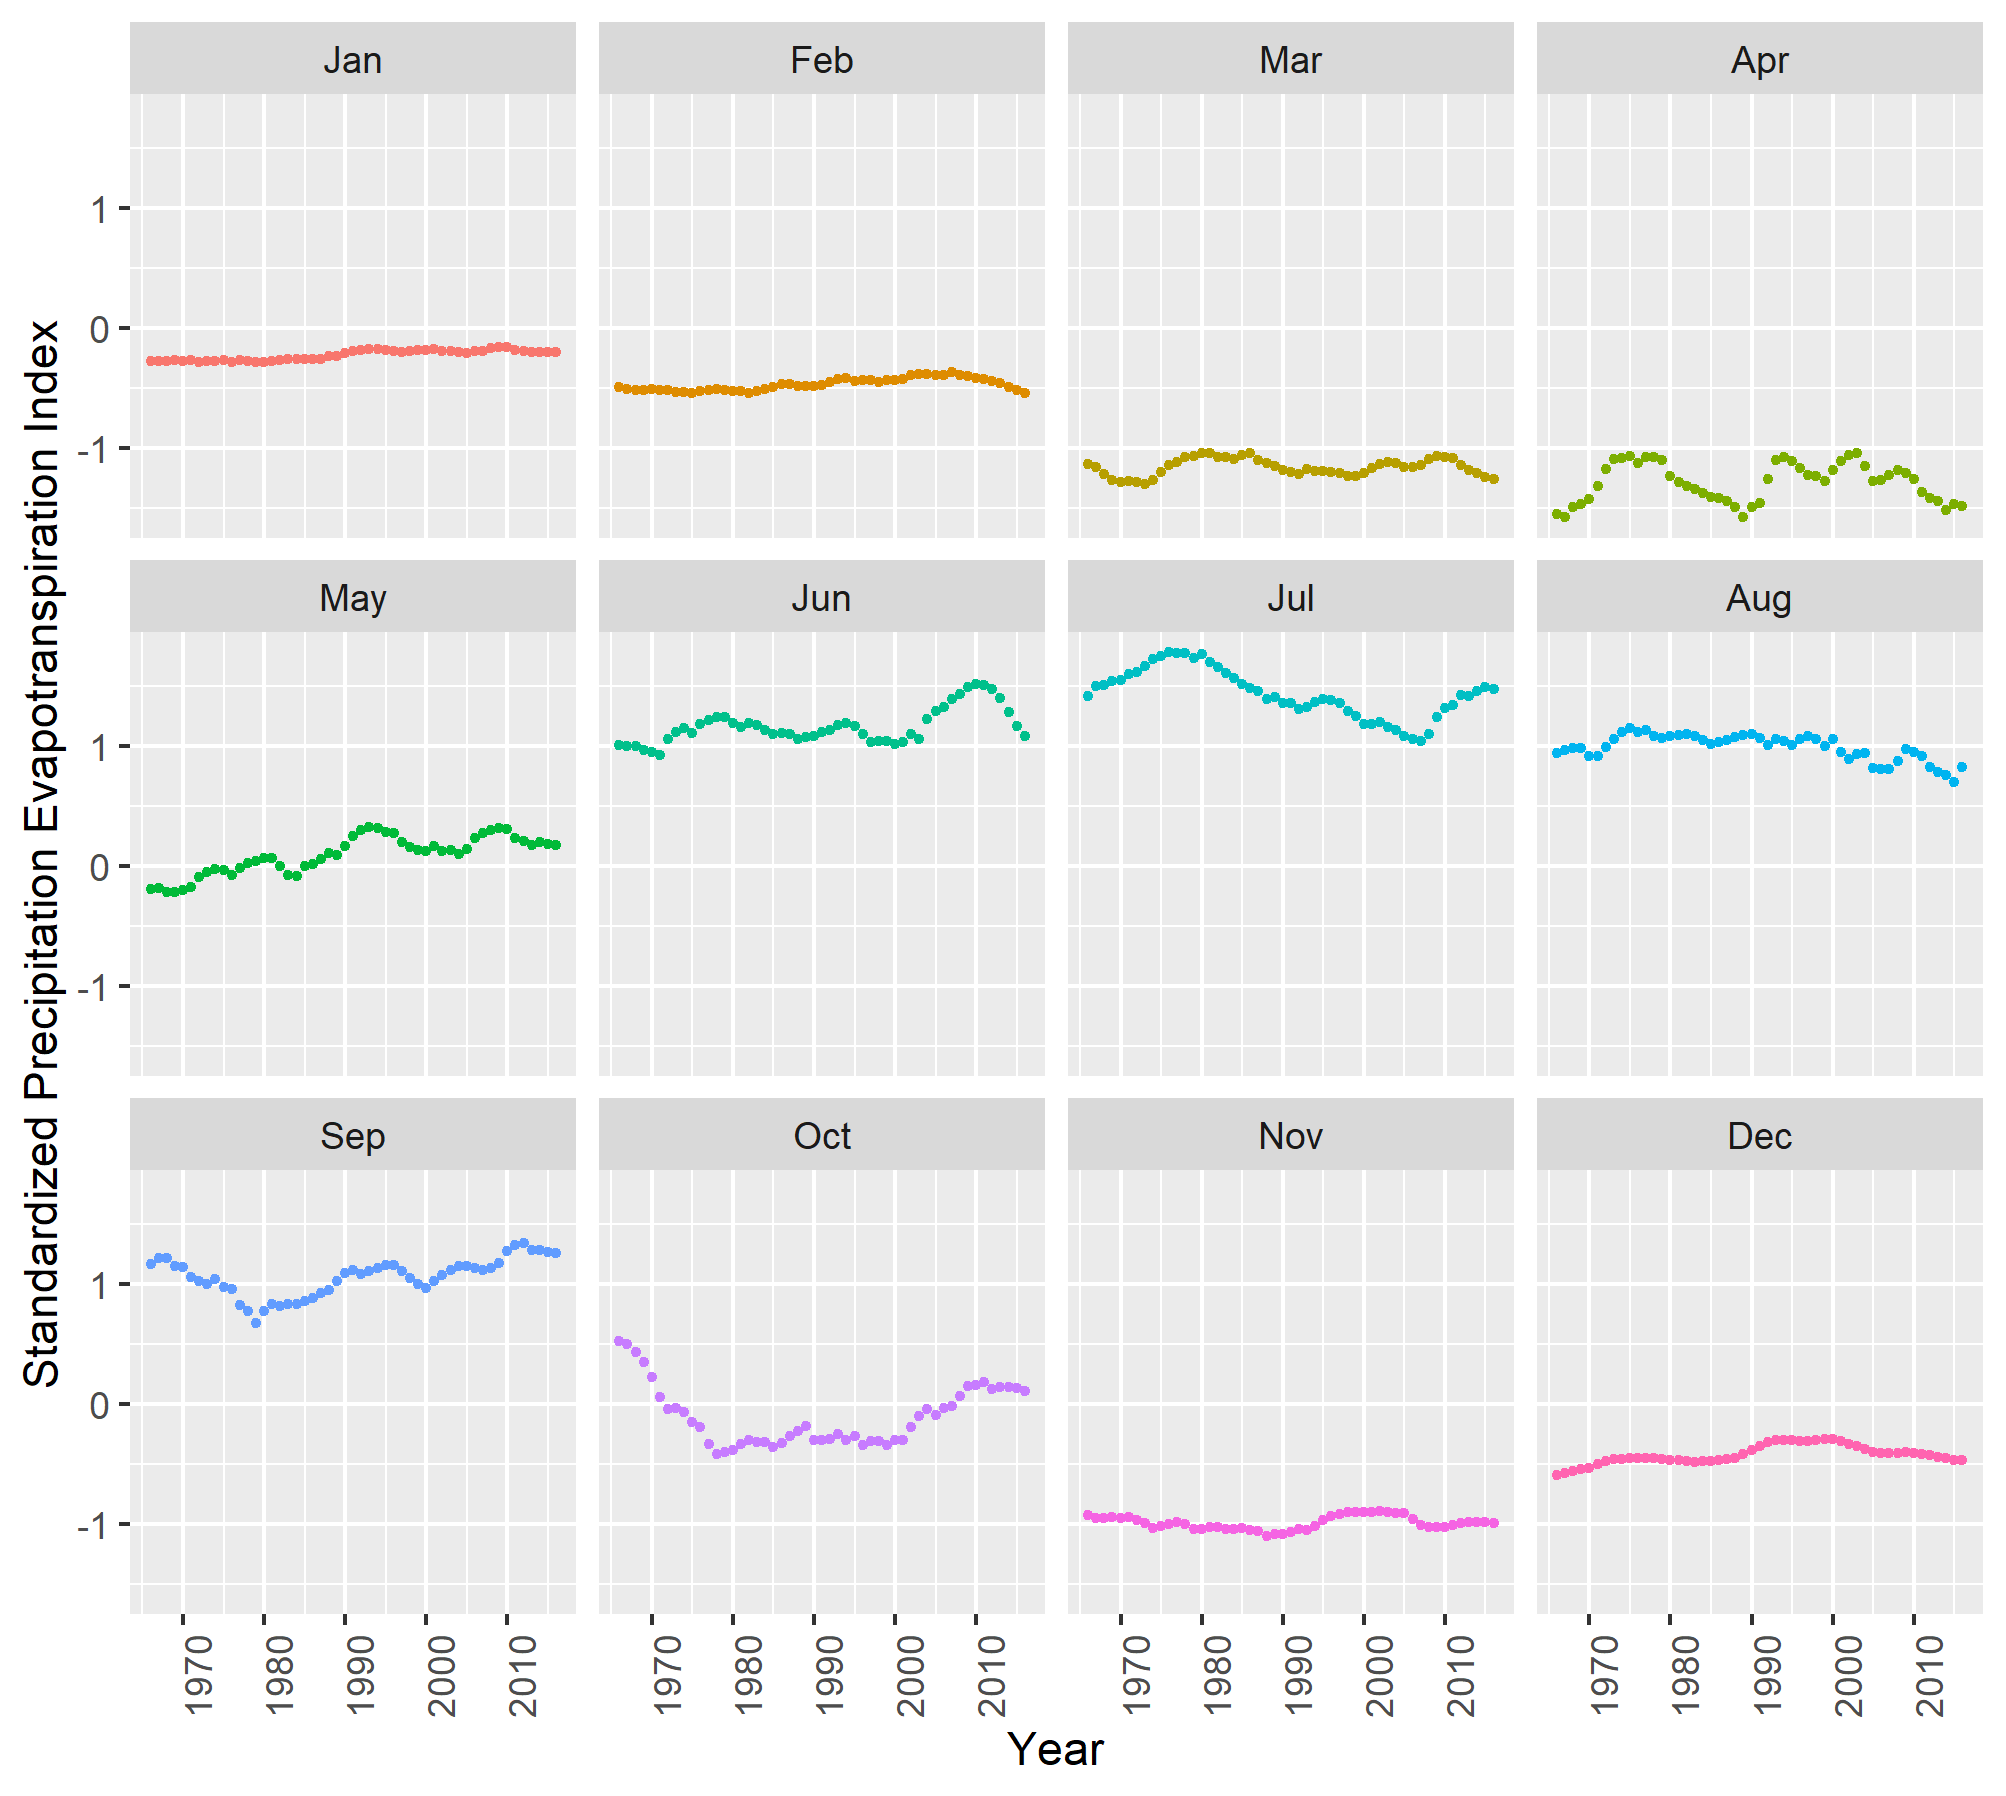 Jan Feb Mar Apr
1
0
-1
May Jun Jul Aug
1
0
-1
Sep Oct Nov Dec
1
0
-1
1970 1980 1990 2000 2010 1970 1980 1990 2000 2010 1970 1980 1990 2000 2010 1970 1980 1990 2000 2010
Year
Standardized Precipitation Evapotranspiration Index